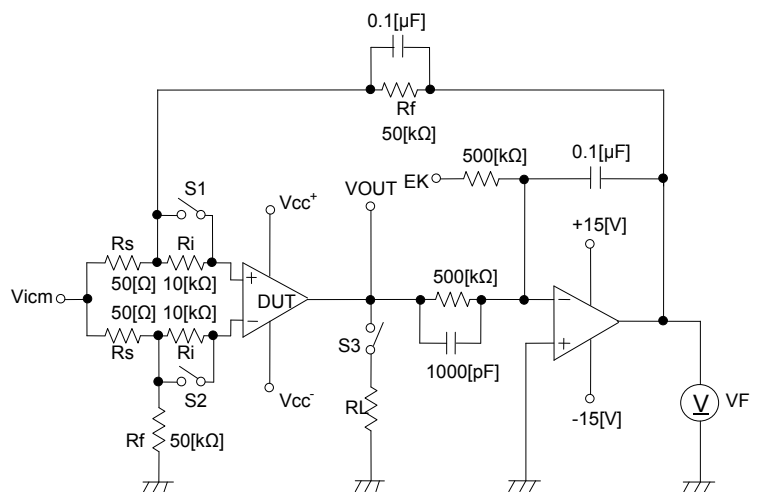 0.1[µF]
Rf
50[kΩ]
500[kΩ]
0.1[µF]
EK
VOUT
S1
Vcc+
+15[V]
Rs
Ri
50[Ω] 10[kΩ]
Vicm
50[Ω] 10[kΩ]
Rs
Ri
+
DUT
−
500[kΩ]
−
+
S3
1000[pF]
S2
Vcc-
RL
-15[V]
V
VF
Rf
50[kΩ]